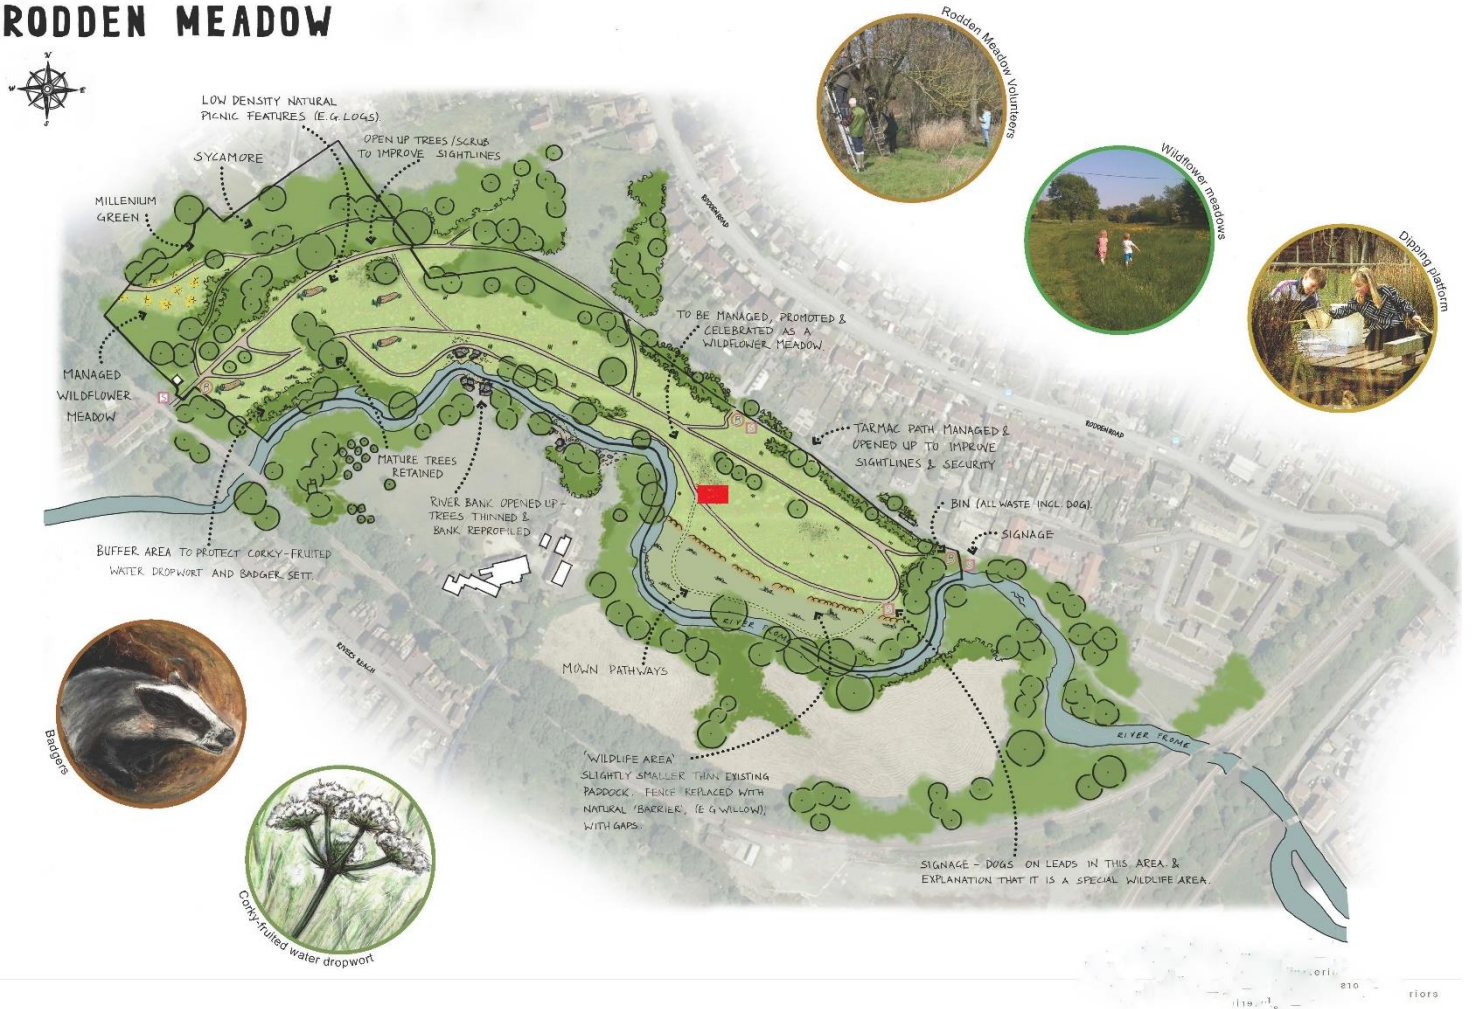 RODDEN MEADOW
N
W
E
S
LOW DENSITY NATURAL
PICNIC FEATURES (E.G. LOGS).
OPEN UP TREES/SCRUB
TO IMPROVE SIGHTLINES
SYCAMORE
MILLENIUM
GREEN
MANAGED
WILDFLOWER
MEADOW
RODDENROAD
TO BE MANAGED, PROMOTED &
CELEBRATED AS A
WILDFLOWER MEADOW.
TARMAC PATH MANAGED &
OPENED UP TO IMPROVE
SIGHTLINES & SECURITY
RODDENROAD
MATURE TREES
RETAINED
RIVER BANK OPENED UP -
TREES THINNED &
BANK REPROFILED
BIN (ALL WASTE INCL. DOG).
SIGNAGE
BUFFER AREA TO PROTECT CORKY-FRUITED
WATER DROPWORT AND BADGER SETT.
RIVER FROME
RIVERS REACH
MOWN PATHWAYS
RIVER FROME
'WILDLIFE AREA'
SLIGHTLY SMALLER THAN EXISTING
PADDOCK. FENCE REPLACED WITH
NATURAL 'BARRIER', (E.G WILLOW),
WITH GAPS.
SIGNAGE - DOGS ON LEADS IN THIS AREA. &
EXPLANATION THAT IT IS A SPECIAL WILDLIFE AREA.
Rodden Meadow Volunteers
Wildflower meadows
Dipping platform
Badgers
Corky-fruited water dropwort
riors